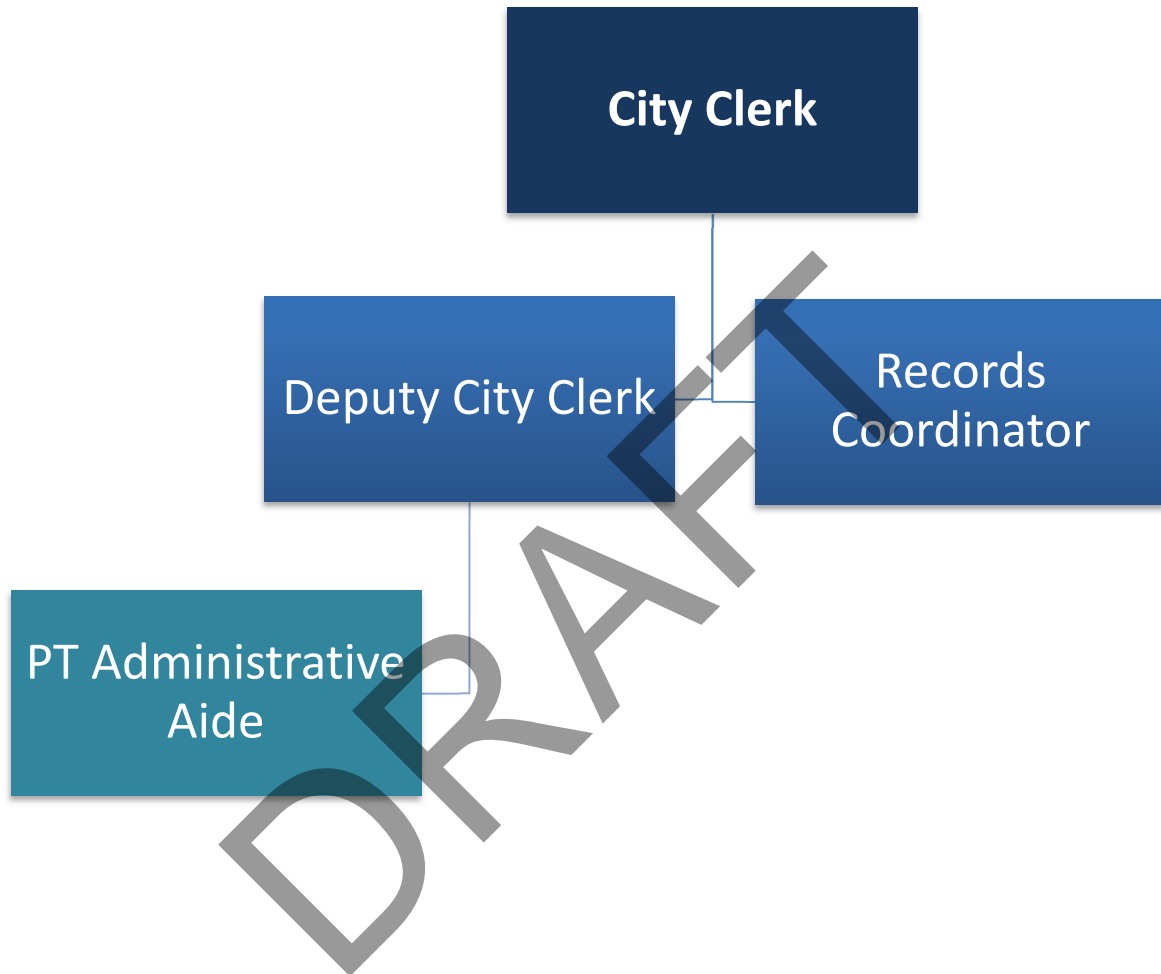 City Clerk
Deputy City Clerk
Records
Coordinator
PT Administrative
Aide
DRAFT